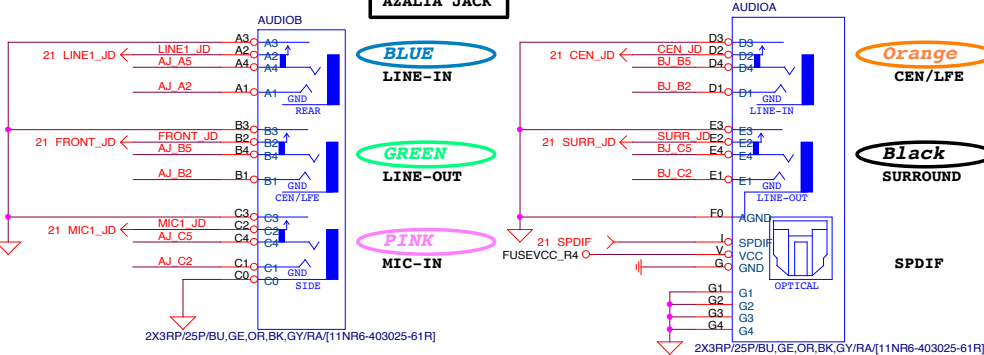 AZALIA JACK
AUDIOB
A3 A3
21 LINE1_JD LINE1_JD A2 A2
AJ_A5 A4 A4
AJ_A2 A1 A1
GND
REAR
BLUE
LINE-IN
B3 B3
21 FRONT_JD FRONT_JD B2 B2
AJ_B5 B4 B4
AJ_B2 B1 B1
GND
CEN/LFE
GREEN
LINE-OUT
C3 C3
21 MIC1_JD MIC1_JD C2 C2
AJ_C5 C4 C4
AJ_C2 C1 C1
GND
C0 C0
SIDE
PINK
MIC-IN
2X3RP/25P/BU,GE,OR,BK,GY/RA/[11NR6-403025-61R]
AUDIOA
D3 D3
21 CEN_JD CEN_JD D2 D2
BJ_B5 D4 D4
BJ_B2 D1 D1
GND
LINE-IN
Orange
CEN/LFE
E3 E3
21 SURR_JD SURR_JD E2 E2
BJ_C5 E4 E4
BJ_C2 E1 E1
GND
LINE-OUT
Black
SURROUND
F0 AGND
21 SPDIF I SPDIF
FUSEVCC_R4 V VCC
G GND
OPTICAL
SPDIF
G1 G1
G2 G2
G3 G3
G4 G4
2X3RP/25P/BU,GE,OR,BK,GY/RA/[11NR6-403025-61R]